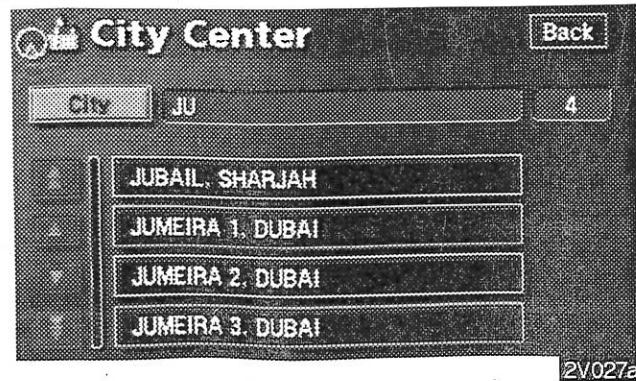 City Center Back
City JU 4
JUBAIL, SHARJAH
JUMEIRA 1, DUBAI
JUMEIRA 2, DUBAI
JUMEIRA 3, DUBAI
2V027a